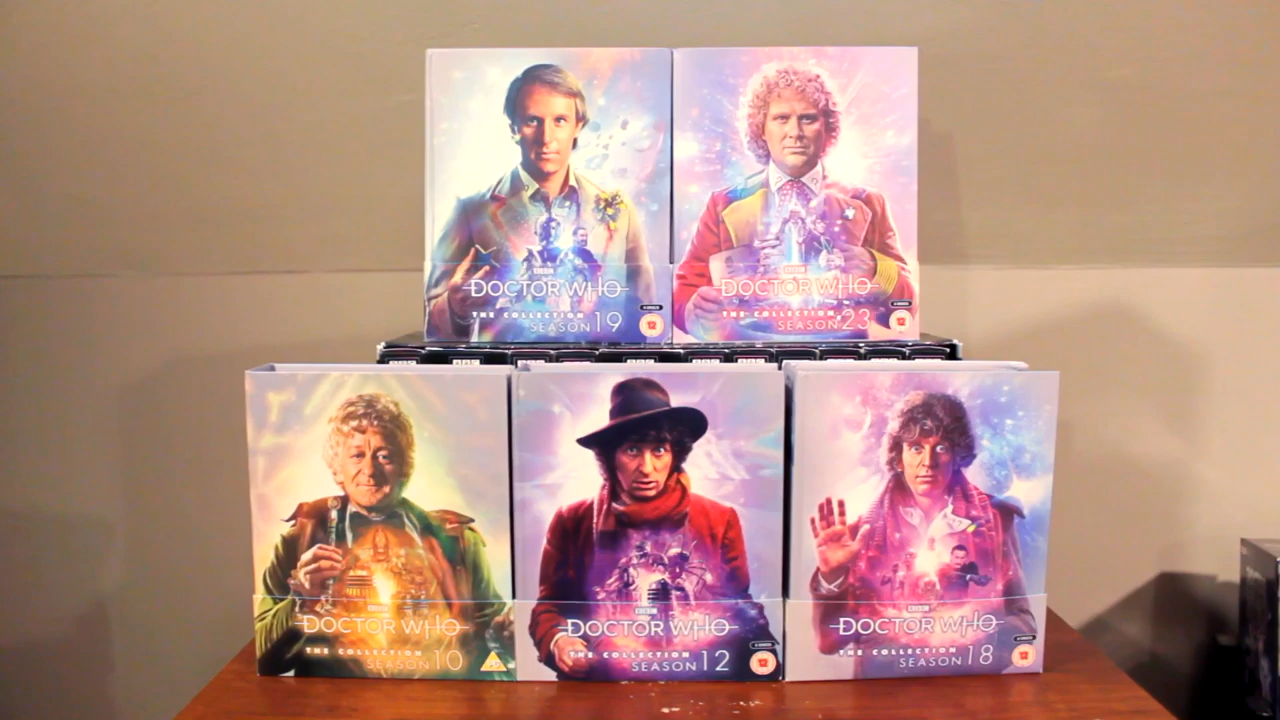 BBC
DOCTOR WHO
THE COLLECTION
SEASON 19
12
BBC
DOCTOR WHO
THE COLLECTION
SEASON 23
12
BBC
DOCTOR WHO
THE COLLECTION
SEASON 10
PG
BBC
DOCTOR WHO
THE COLLECTION
SEASON 12
12
BBC
DOCTOR WHO
THE COLLECTION
SEASON 18
12